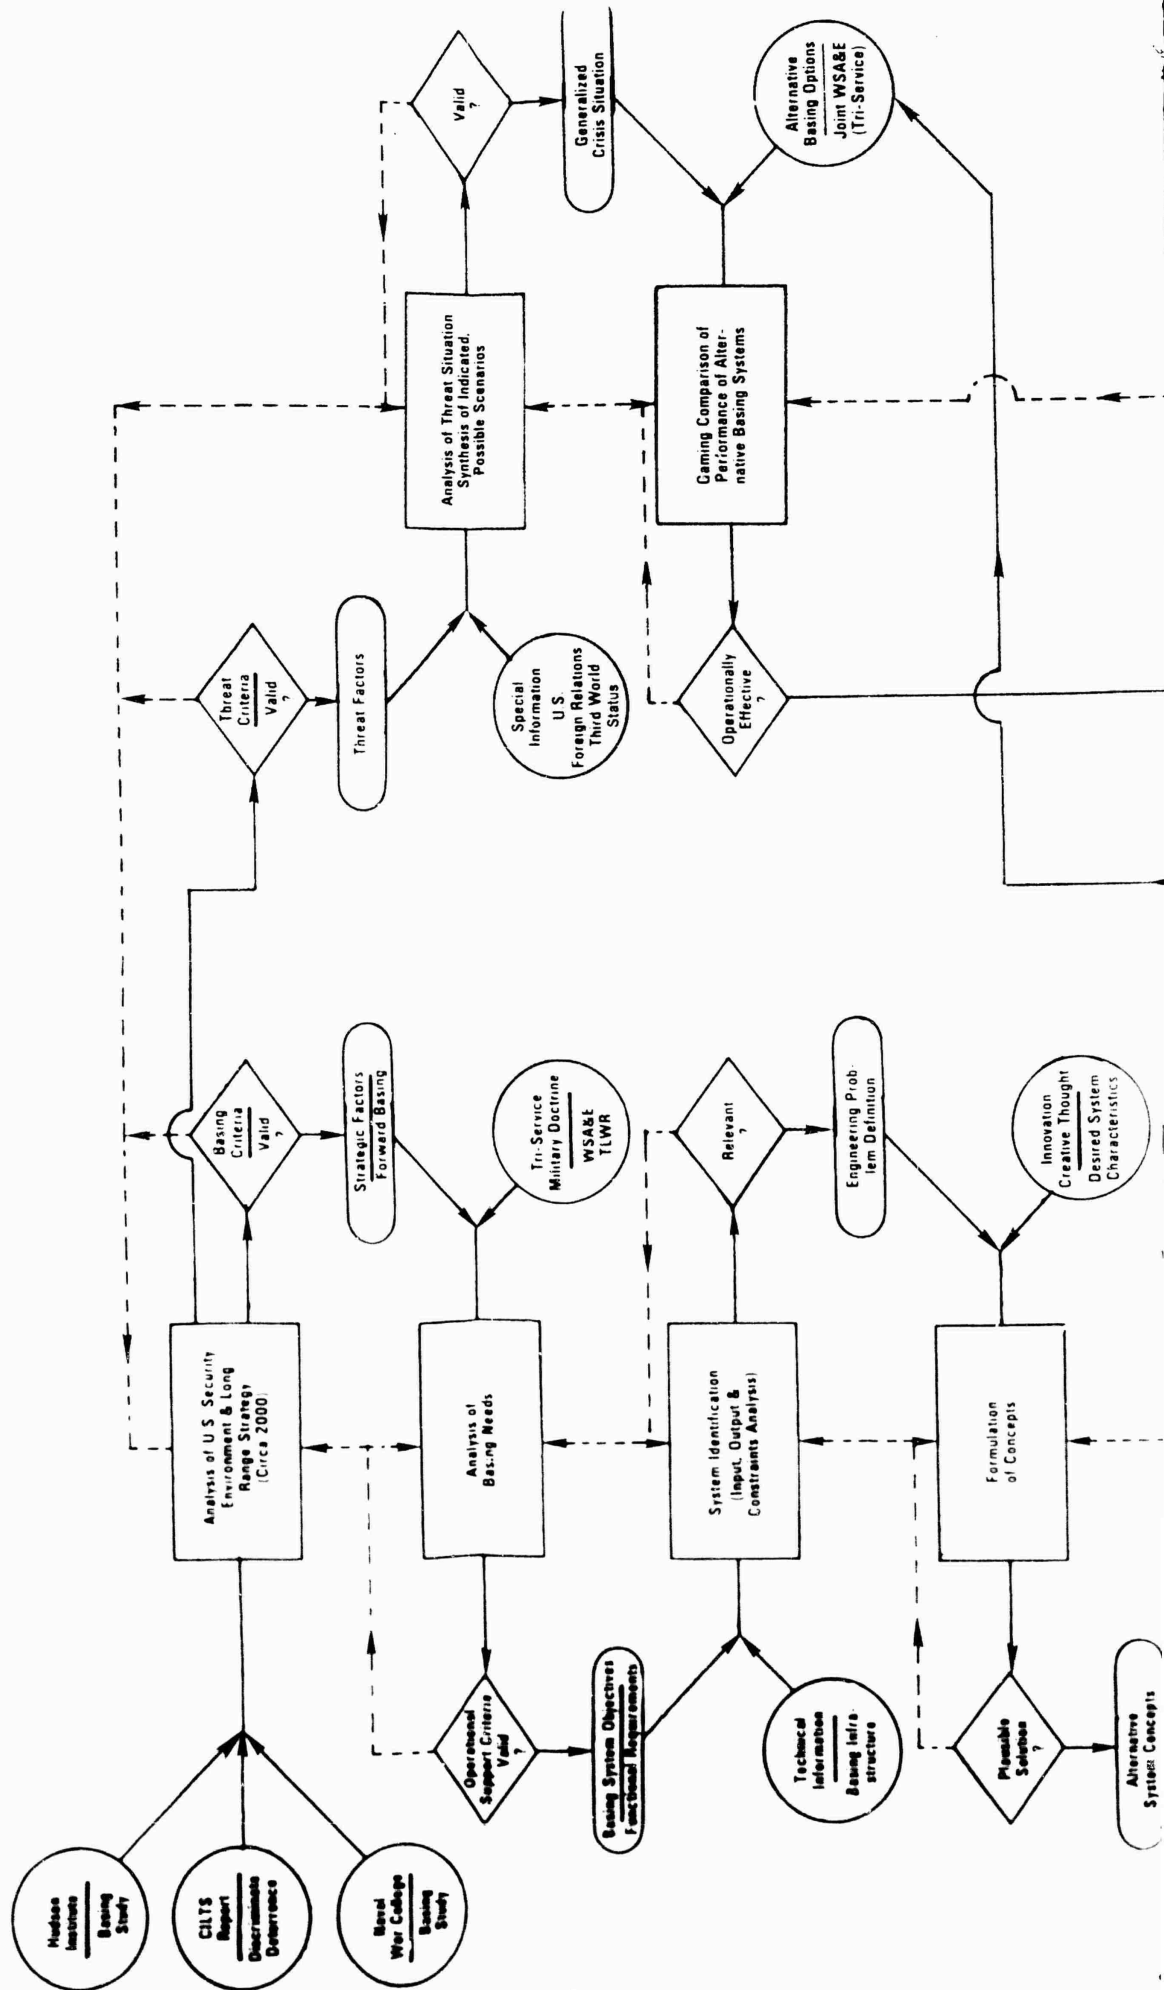 Hudson
Institute
Basing
Study
CILTS
Report
Discriminate
Deterrence
Naval
War College
Basing
Study
Analysis of U S Security
Environment & Long
Range Strategy
(Circa 2000)
Basing
Criteria
Valid
?
Strategic Factors
Forward Basing
Tri-Service
Military Doctrine
WSA&E
TLWR
Analysis of
Basing Needs
Operational
Support Criteria
Valid
?
Basing System Objectives
Functional Requirements
Technical
Information
Basing Infra-
structure
System Identification
(Input, Output &
Constraints Analysis)
Relevant
?
Engineering Prob-
lem Definition
Innovation
Creative Thought
Desired System
Characteristics
Formulation
of Concepts
Plausible
Solution
?
Alternative
System Concepts
Threat
Criteria
Valid
?
Threat Factors
Special
Information
U.S.
Foreign Relations
Third World
Status
Analysis of Threat Situation
Synthesis of Indicated.
Possible Scenarios
Valid
?
Generalized
Crisis Situation
Alternative
Basing Options
Joint WSA&E
(Tri-Service)
Gaming Comparison of
Performance of Alter-
native Basing Systems
Operationally
Effective
?